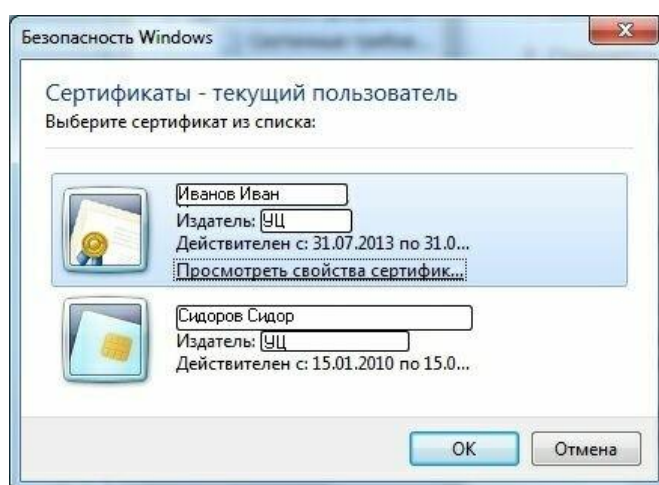 Безопасность Windows
Сертификаты - текущий пользователь
Выберите сертификат из списка:
Иванов Иван
Издатель: УЦ
Действителен с: 31.07.2013 по 31.0...
Просмотреть свойства сертифик...
Сидоров Сидор
Издатель: УЦ
Действителен с: 15.01.2010 по 15.0...
OK
Отмена